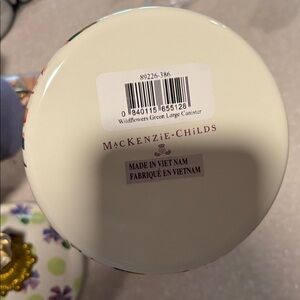 89226-386
0 840115 655128
Wildflowers Green Large Canister
MACKENZIE-CHILDS
MADE IN VIET NAM
FABRIQUÉ EN VIETNAM